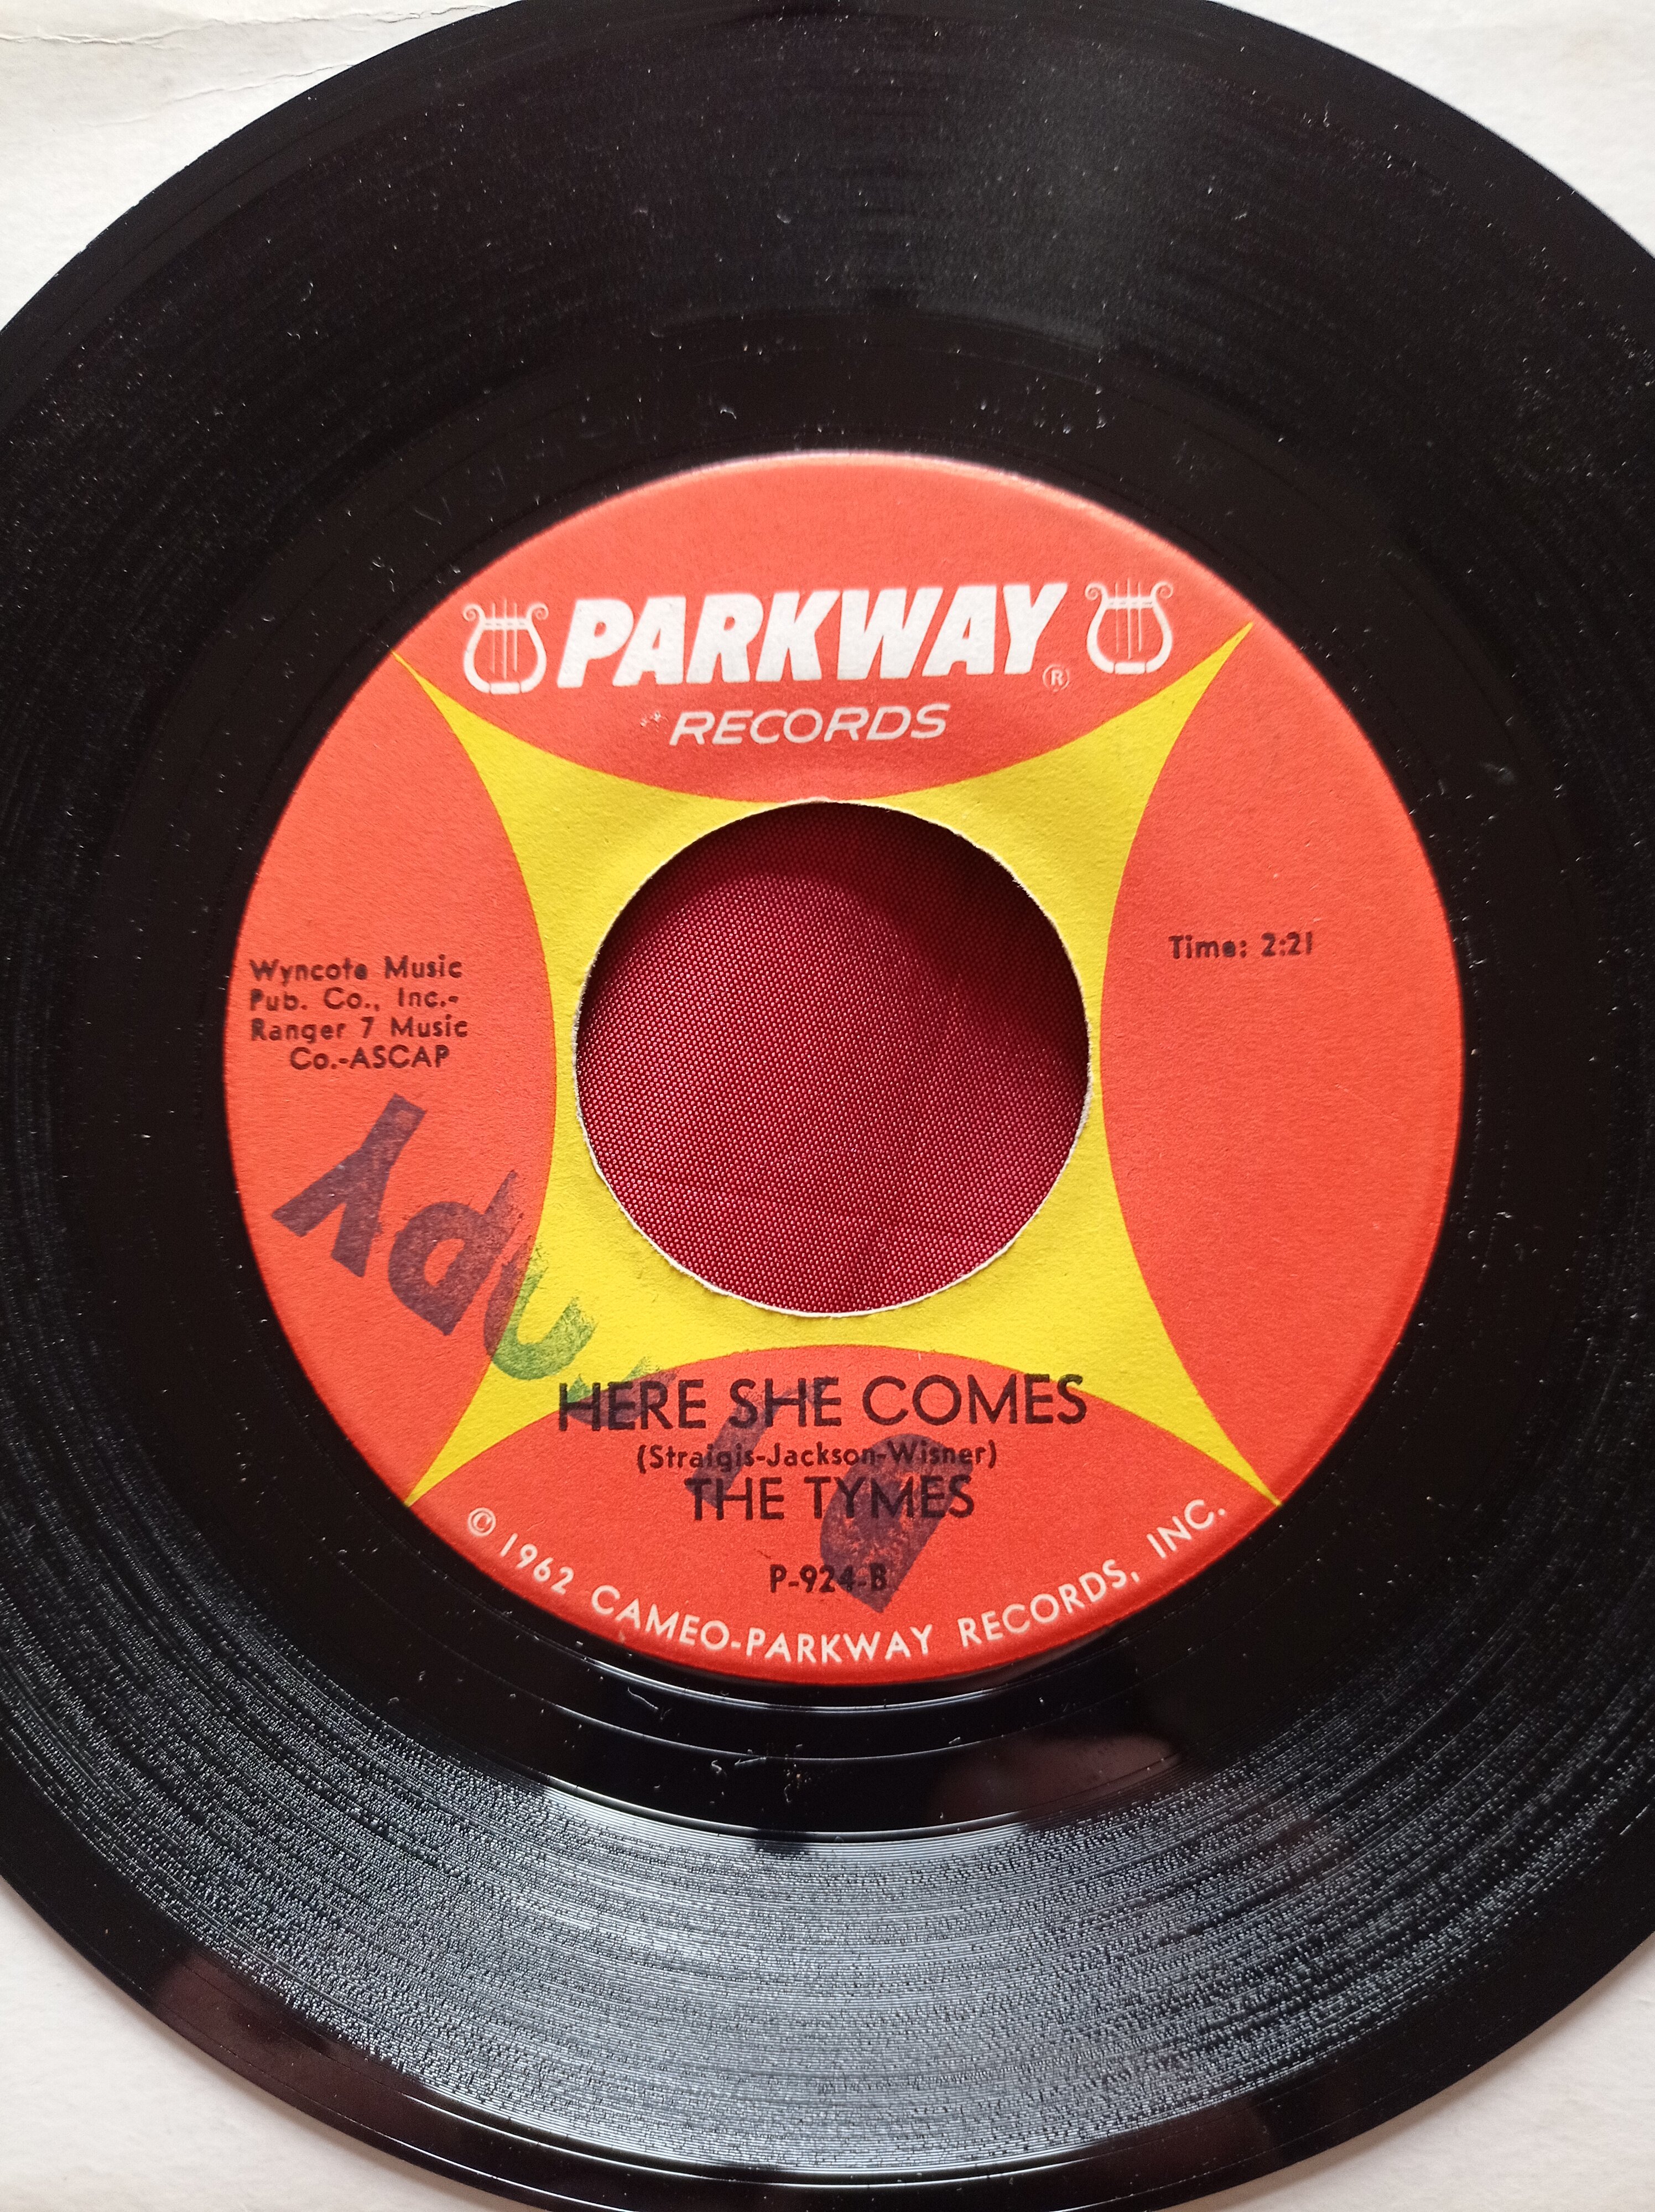 PARKWAY ®
RECORDS
Wyncote Music
Pub. Co., Inc.-
Ranger 7 Music
Co.-ASCAP
Time: 2:21
HERE SHE COMES
(Straigis-Jackson-Wisner)
THE TYMES
P-924-B
© 1962 CAMEO-PARKWAY RECORDS, INC.